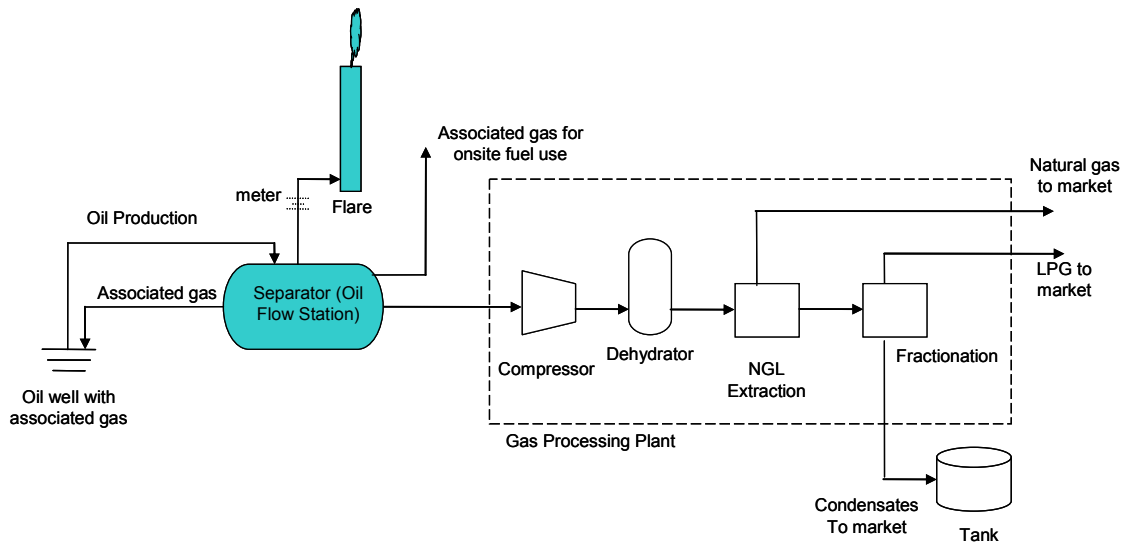 Associated gas for
onsite fuel use
Natural gas
to market
meter
Flare
Oil Production
LPG to
market
Associated gas
Separator (Oil
Flow Station)
Compressor
Dehydrator
NGL
Extraction
Fractionation
Oil well with
associated gas
Gas Processing Plant
Condensates
To market
Tank